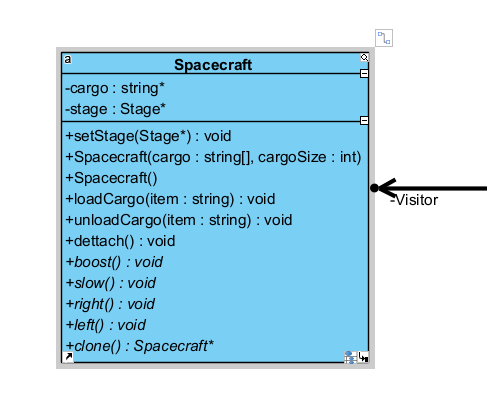 a
Spacecraft
-cargo : string*
-stage : Stage*
+setStage(Stage*) : void
+Spacecraft(cargo : string[], cargoSize : int)
+Spacecraft()
+loadCargo(item : string) : void
+unloadCargo(item : string) : void
+dettach() : void
+boost() : void
+slow() : void
+right() : void
+left() : void
+clone() : Spacecraft*
-Visitor